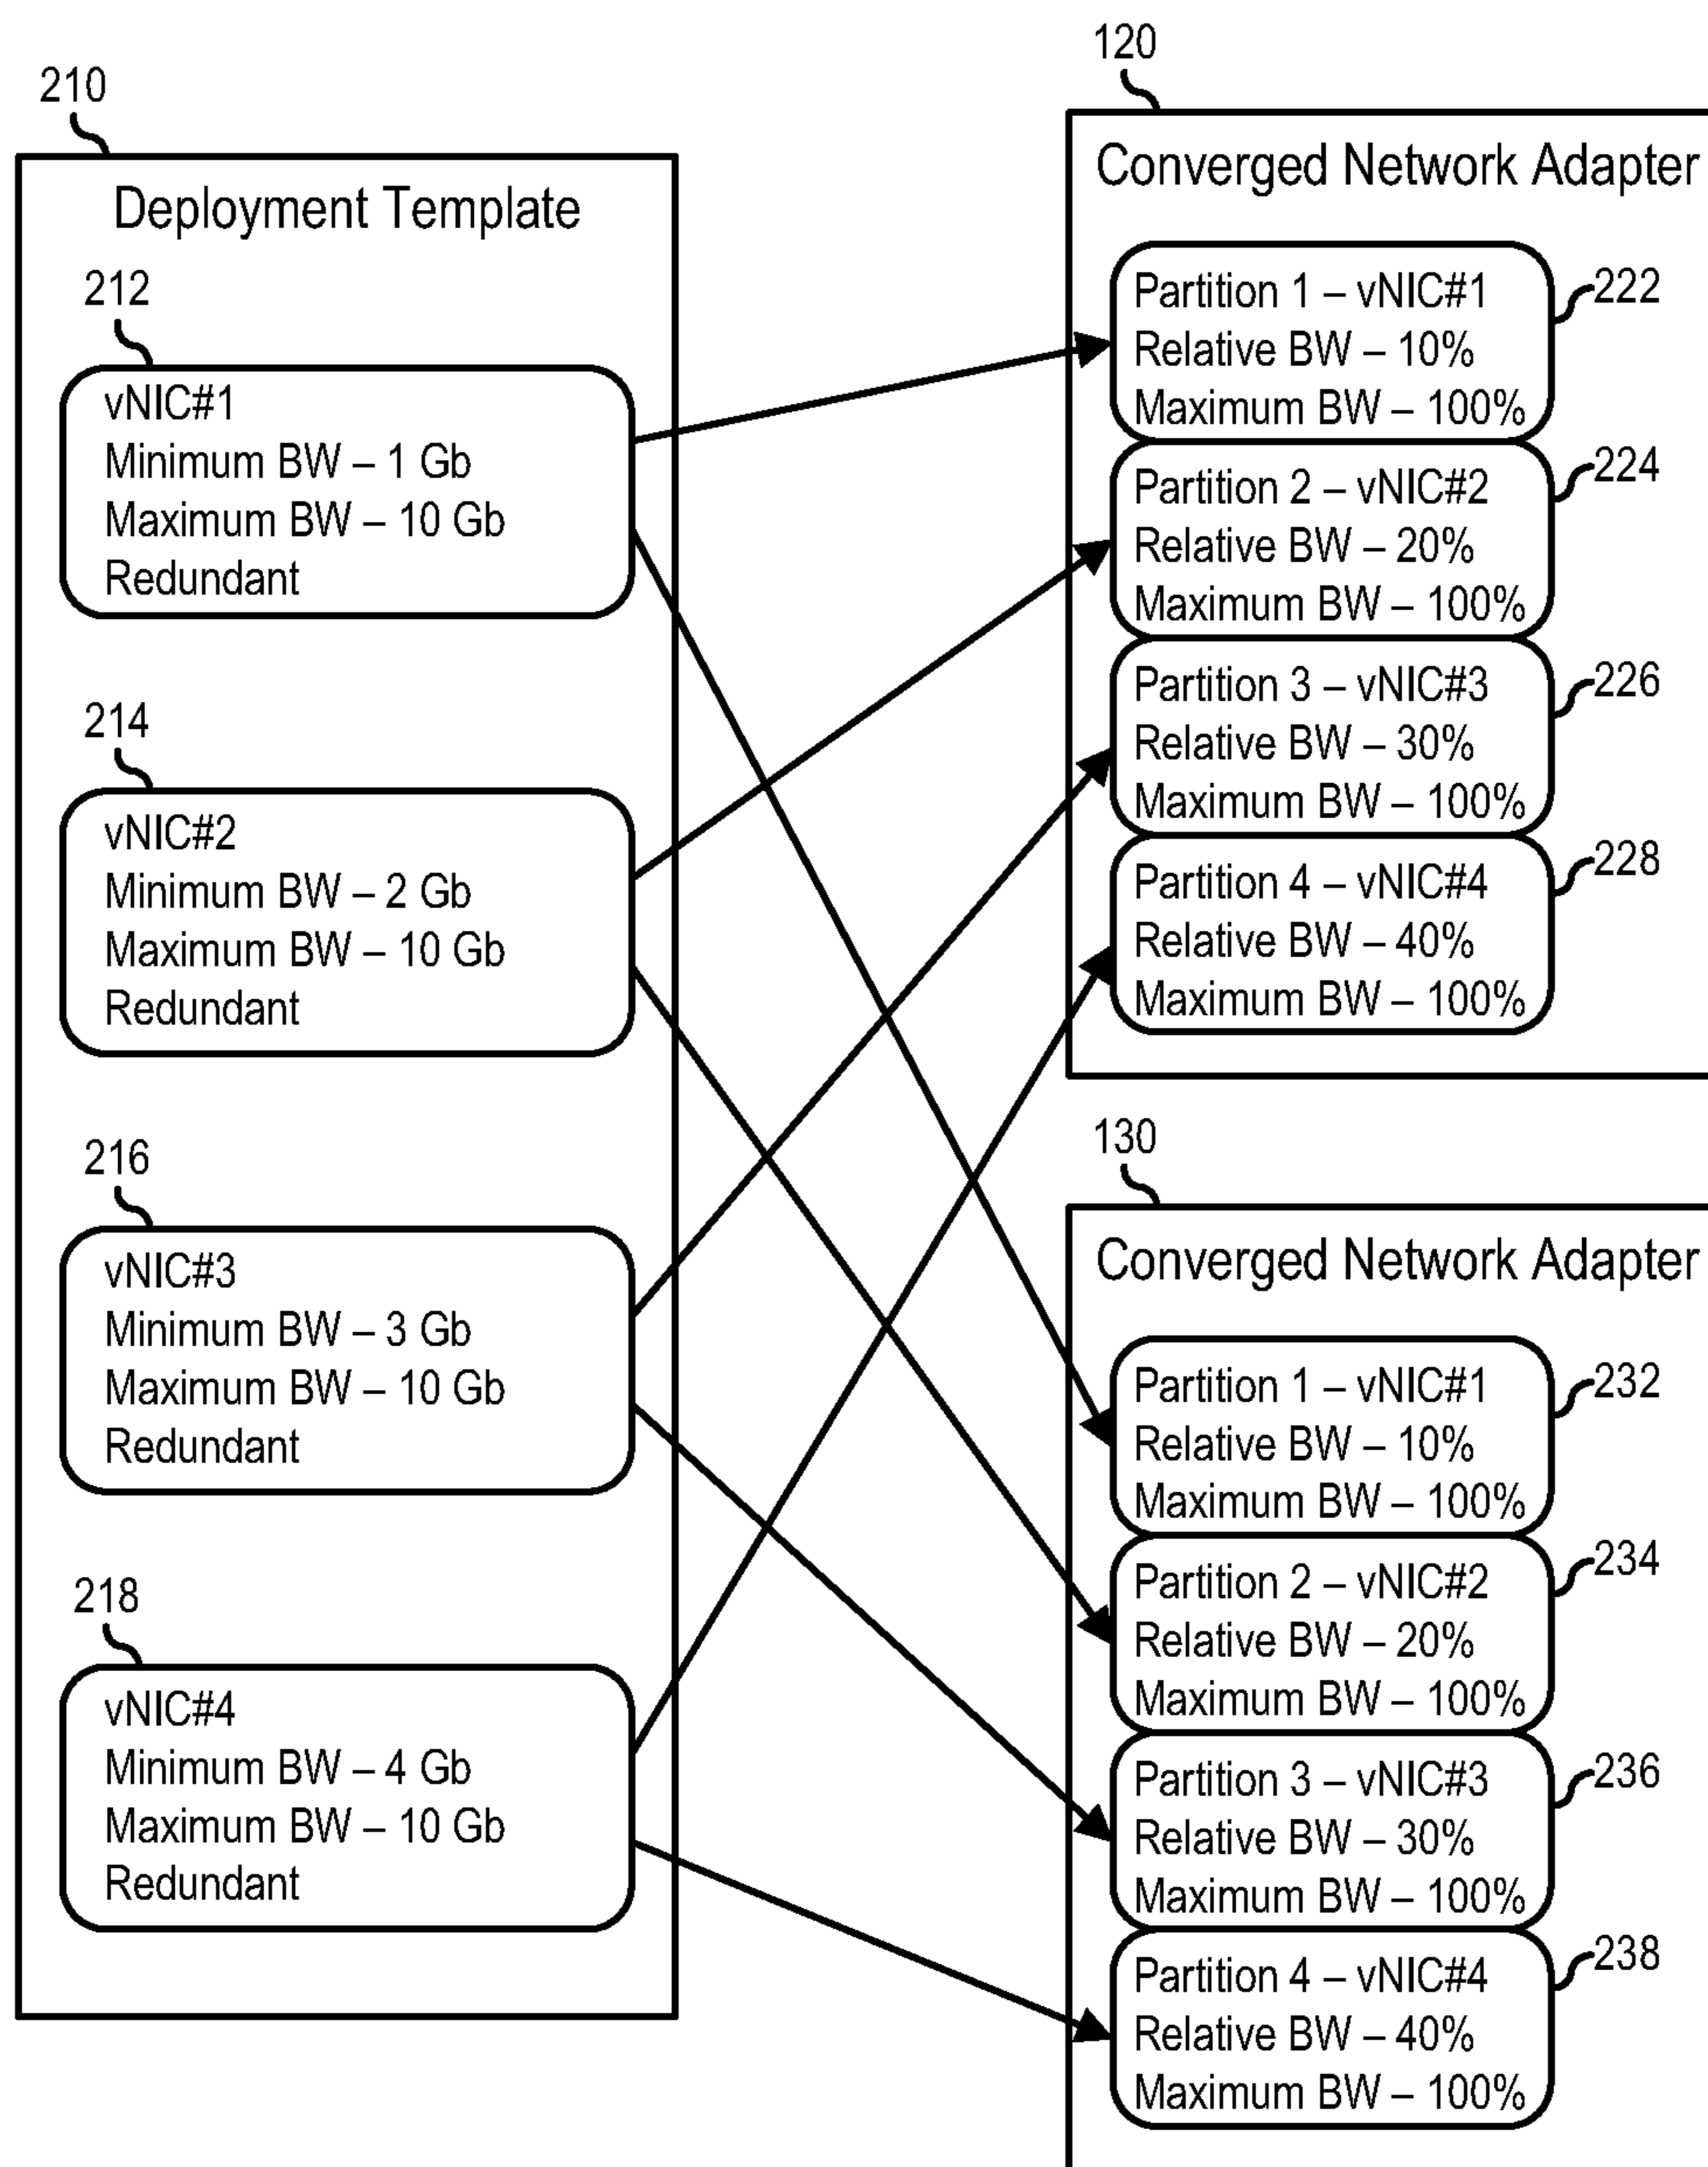 210
Deployment Template
212
vNIC#1
Minimum BW – 1 Gb
Maximum BW – 10 Gb
Redundant
214
vNIC#2
Minimum BW – 2 Gb
Maximum BW – 10 Gb
Redundant
216
vNIC#3
Minimum BW – 3 Gb
Maximum BW – 10 Gb
Redundant
218
vNIC#4
Minimum BW – 4 Gb
Maximum BW – 10 Gb
Redundant
120
Converged Network Adapter
Partition 1 – vNIC#1
Relative BW – 10%
Maximum BW – 100%
222
Partition 2 – vNIC#2
Relative BW – 20%
Maximum BW – 100%
224
Partition 3 – vNIC#3
Relative BW – 30%
Maximum BW – 100%
226
Partition 4 – vNIC#4
Relative BW – 40%
Maximum BW – 100%
228
130
Converged Network Adapter
Partition 1 – vNIC#1
Relative BW – 10%
Maximum BW – 100%
232
Partition 2 – vNIC#2
Relative BW – 20%
Maximum BW – 100%
234
Partition 3 – vNIC#3
Relative BW – 30%
Maximum BW – 100%
236
Partition 4 – vNIC#4
Relative BW – 40%
Maximum BW – 100%
238